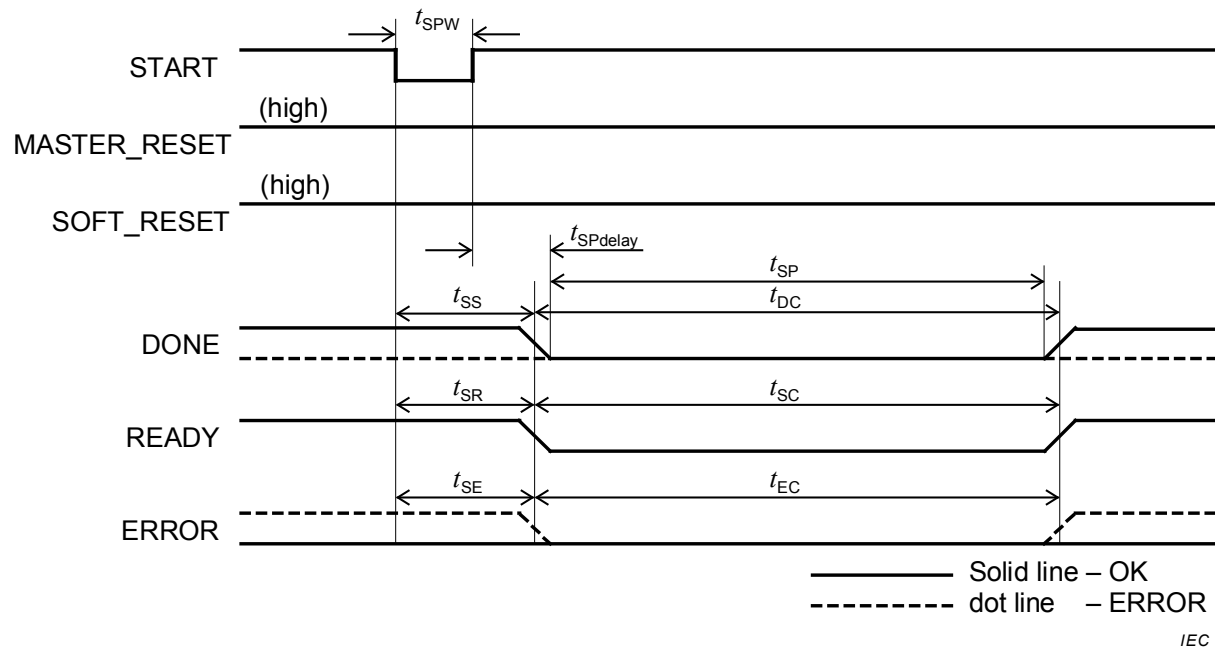 tSPW
START
(high)
MASTER_RESET
(high)
SOFT_RESET
tSPdelay
tSP
tSS tDC
DONE
tSR tSC
READY
tSE tEC
ERROR
Solid line – OK
dot line – ERROR
IEC